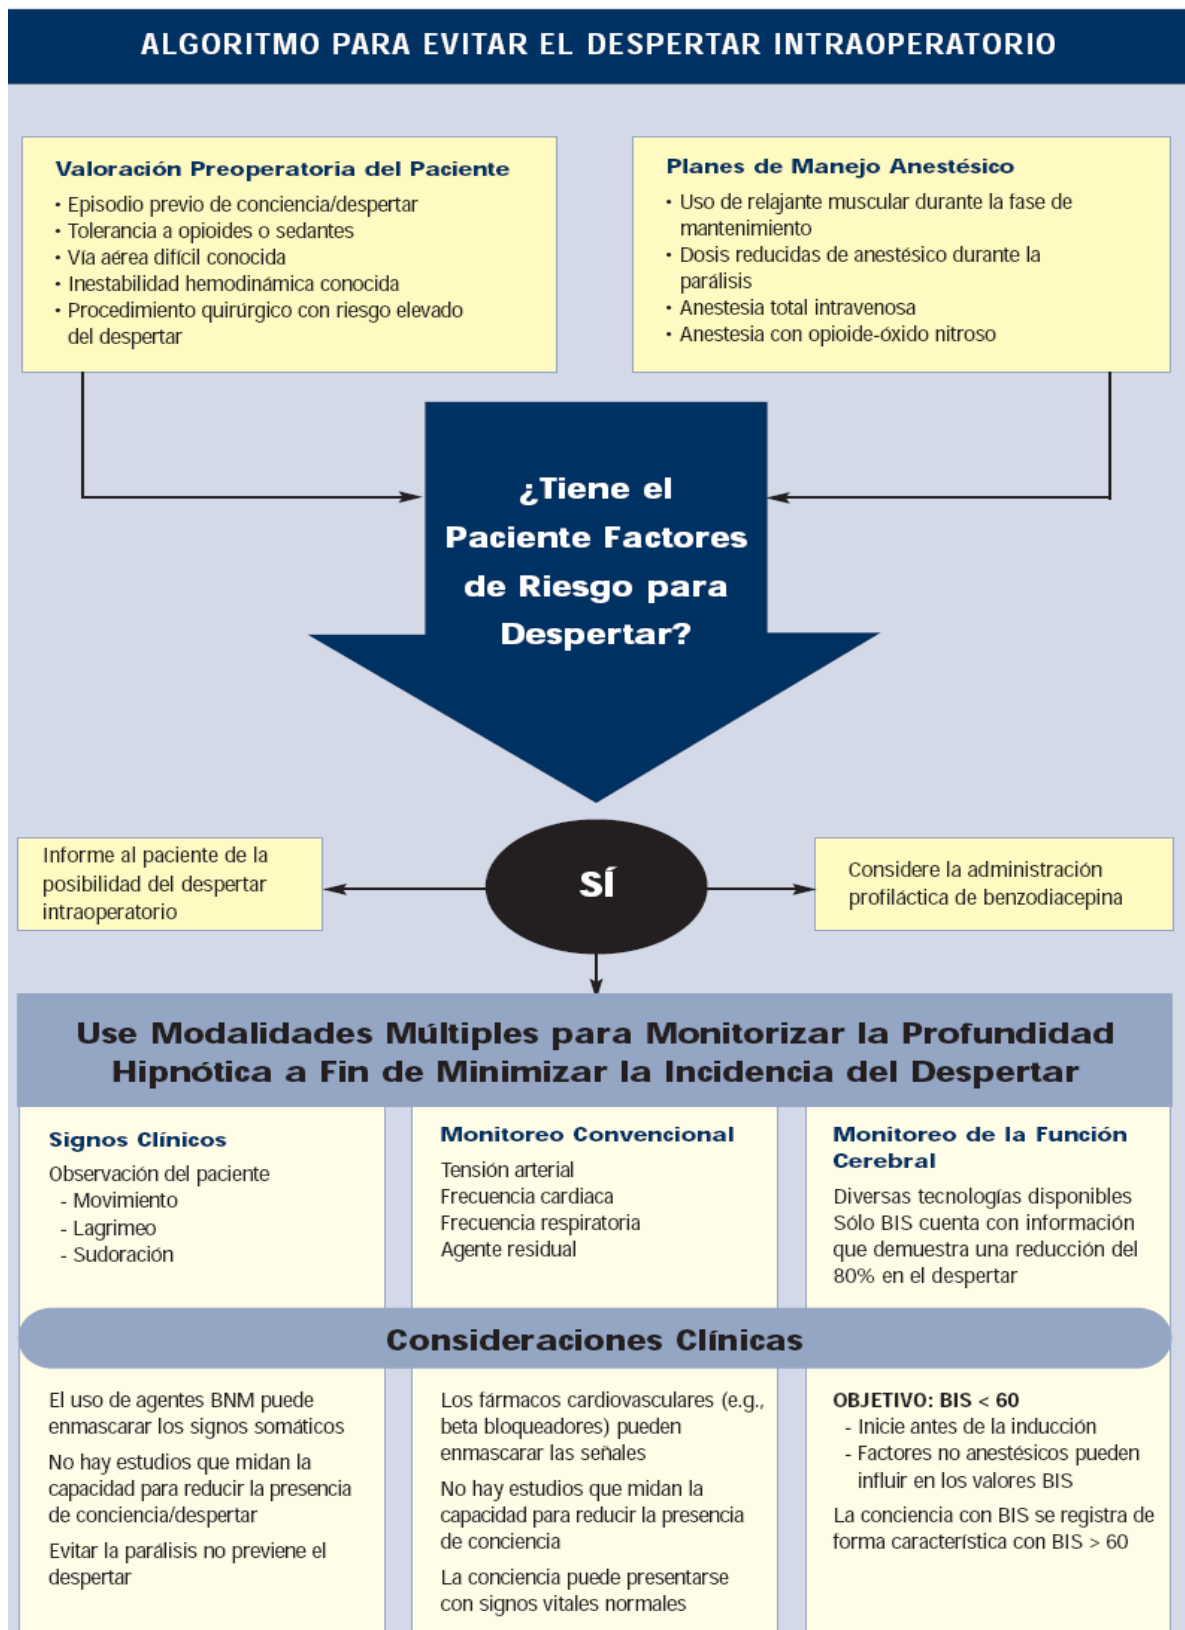 ALGORITMO PARA EVITAR EL DESPERTAR INTRAOPERATORIO
Valoración Preoperatoria del Paciente
• Episodio previo de conciencia/despertar
• Tolerancia a opioides o sedantes
• Vía aérea difícil conocida
• Inestabilidad hemodinámica conocida
• Procedimiento quirúrgico con riesgo elevado
del despertar
Planes de Manejo Anestésico
• Uso de relajante muscular durante la fase de
mantenimiento
• Dosis reducidas de anestésico durante la
parálisis
• Anestesia total intravenosa
• Anestesia con opioide-óxido nitroso
¿Tiene el
Paciente Factores
de Riesgo para
Despertar?
Informe al paciente de la
posibilidad del despertar
intraoperatorio
SÍ
Considere la administración
profiláctica de benzodiacepina
Use Modalidades Múltiples para Monitorizar la Profundidad
Hipnótica a Fin de Minimizar la Incidencia del Despertar
Signos Clínicos
Observación del paciente
- Movimiento
- Lagrimeo
- Sudoración
Monitoreo Convencional
Tensión arterial
Frecuencia cardiaca
Frecuencia respiratoria
Agente residual
Monitoreo de la Función
Cerebral
Diversas tecnologías disponibles
Sólo BIS cuenta con información
que demuestra una reducción del
80% en el despertar
Consideraciones Clínicas
El uso de agentes BNM puede
enmascarar los signos somáticos
No hay estudios que midan la
capacidad para reducir la presencia
de conciencia/despertar
Evitar la parálisis no previene el
despertar
Los fármacos cardiovasculares (e.g.,
beta bloqueadores) pueden
enmascarar las señales
No hay estudios que midan la
capacidad para reducir la presencia
de conciencia
La conciencia puede presentarse
con signos vitales normales
OBJETIVO: BIS < 60
- Inicie antes de la inducción
- Factores no anestésicos pueden
influir en los valores BIS
La conciencia con BIS se registra de
forma característica con BIS > 60